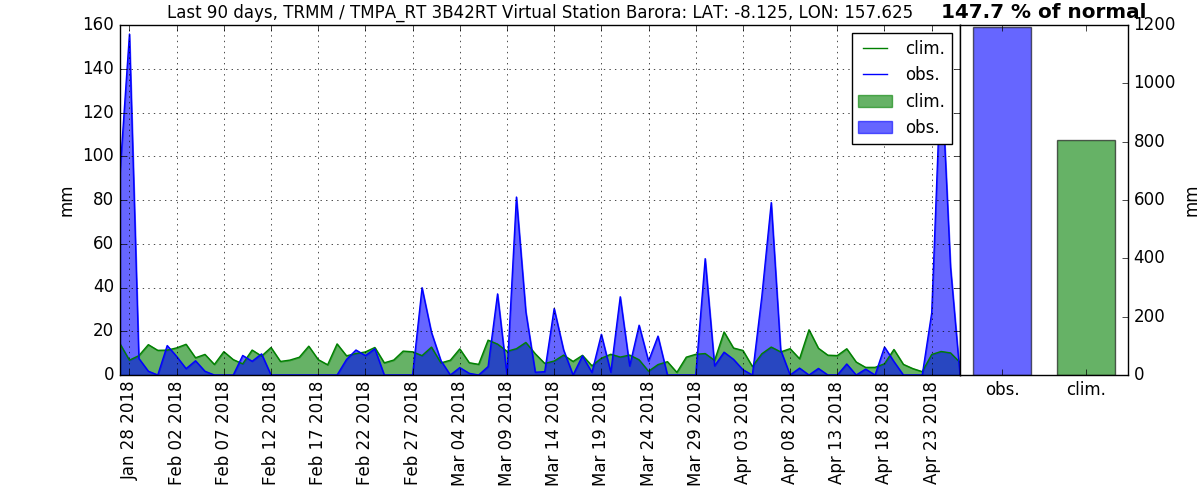 Last 90 days, TRMM / TMPA_RT 3B42RT Virtual Station Barora: LAT: -8.125, LON: 157.625
147.7 % of normal
160
140
120
100
80
60
40
20
0
mm
clim.
obs.
clim.
obs.
Jan 28 2018
Feb 02 2018
Feb 07 2018
Feb 12 2018
Feb 17 2018
Feb 22 2018
Feb 27 2018
Mar 04 2018
Mar 09 2018
Mar 14 2018
Mar 19 2018
Mar 24 2018
Mar 29 2018
Apr 03 2018
Apr 08 2018
Apr 13 2018
Apr 18 2018
Apr 23 2018
1200
1000
800
600
400
200
0
mm
obs.
clim.